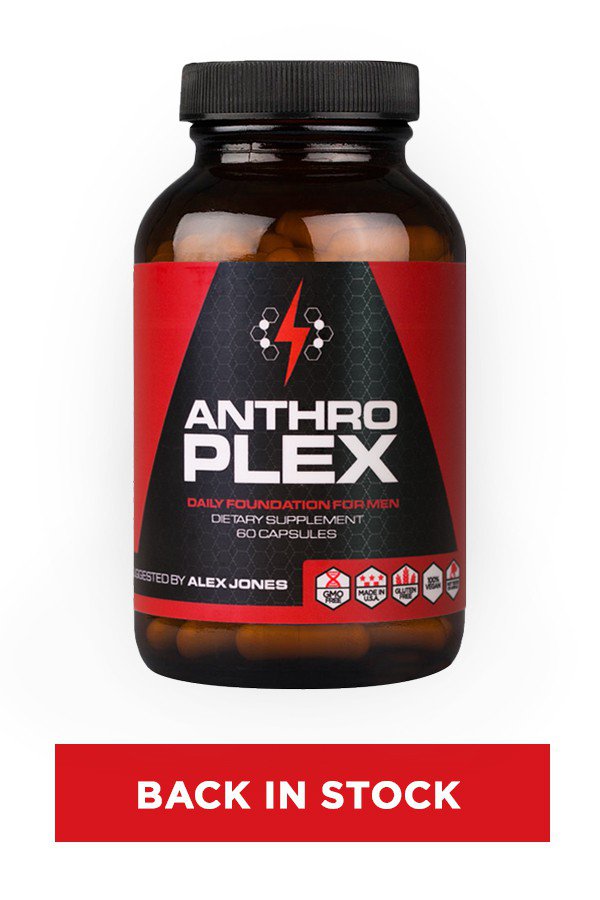 ANTHRO
PLEX
DAILY FOUNDATION FOR MEN
DIETARY SUPPLEMENT
60 CAPSULES
BY ALEX JONES
GMO
FREE
MADE IN
U.S.A.
GLUTEN
FREE
100%
VEGAN
BACK IN STOCK